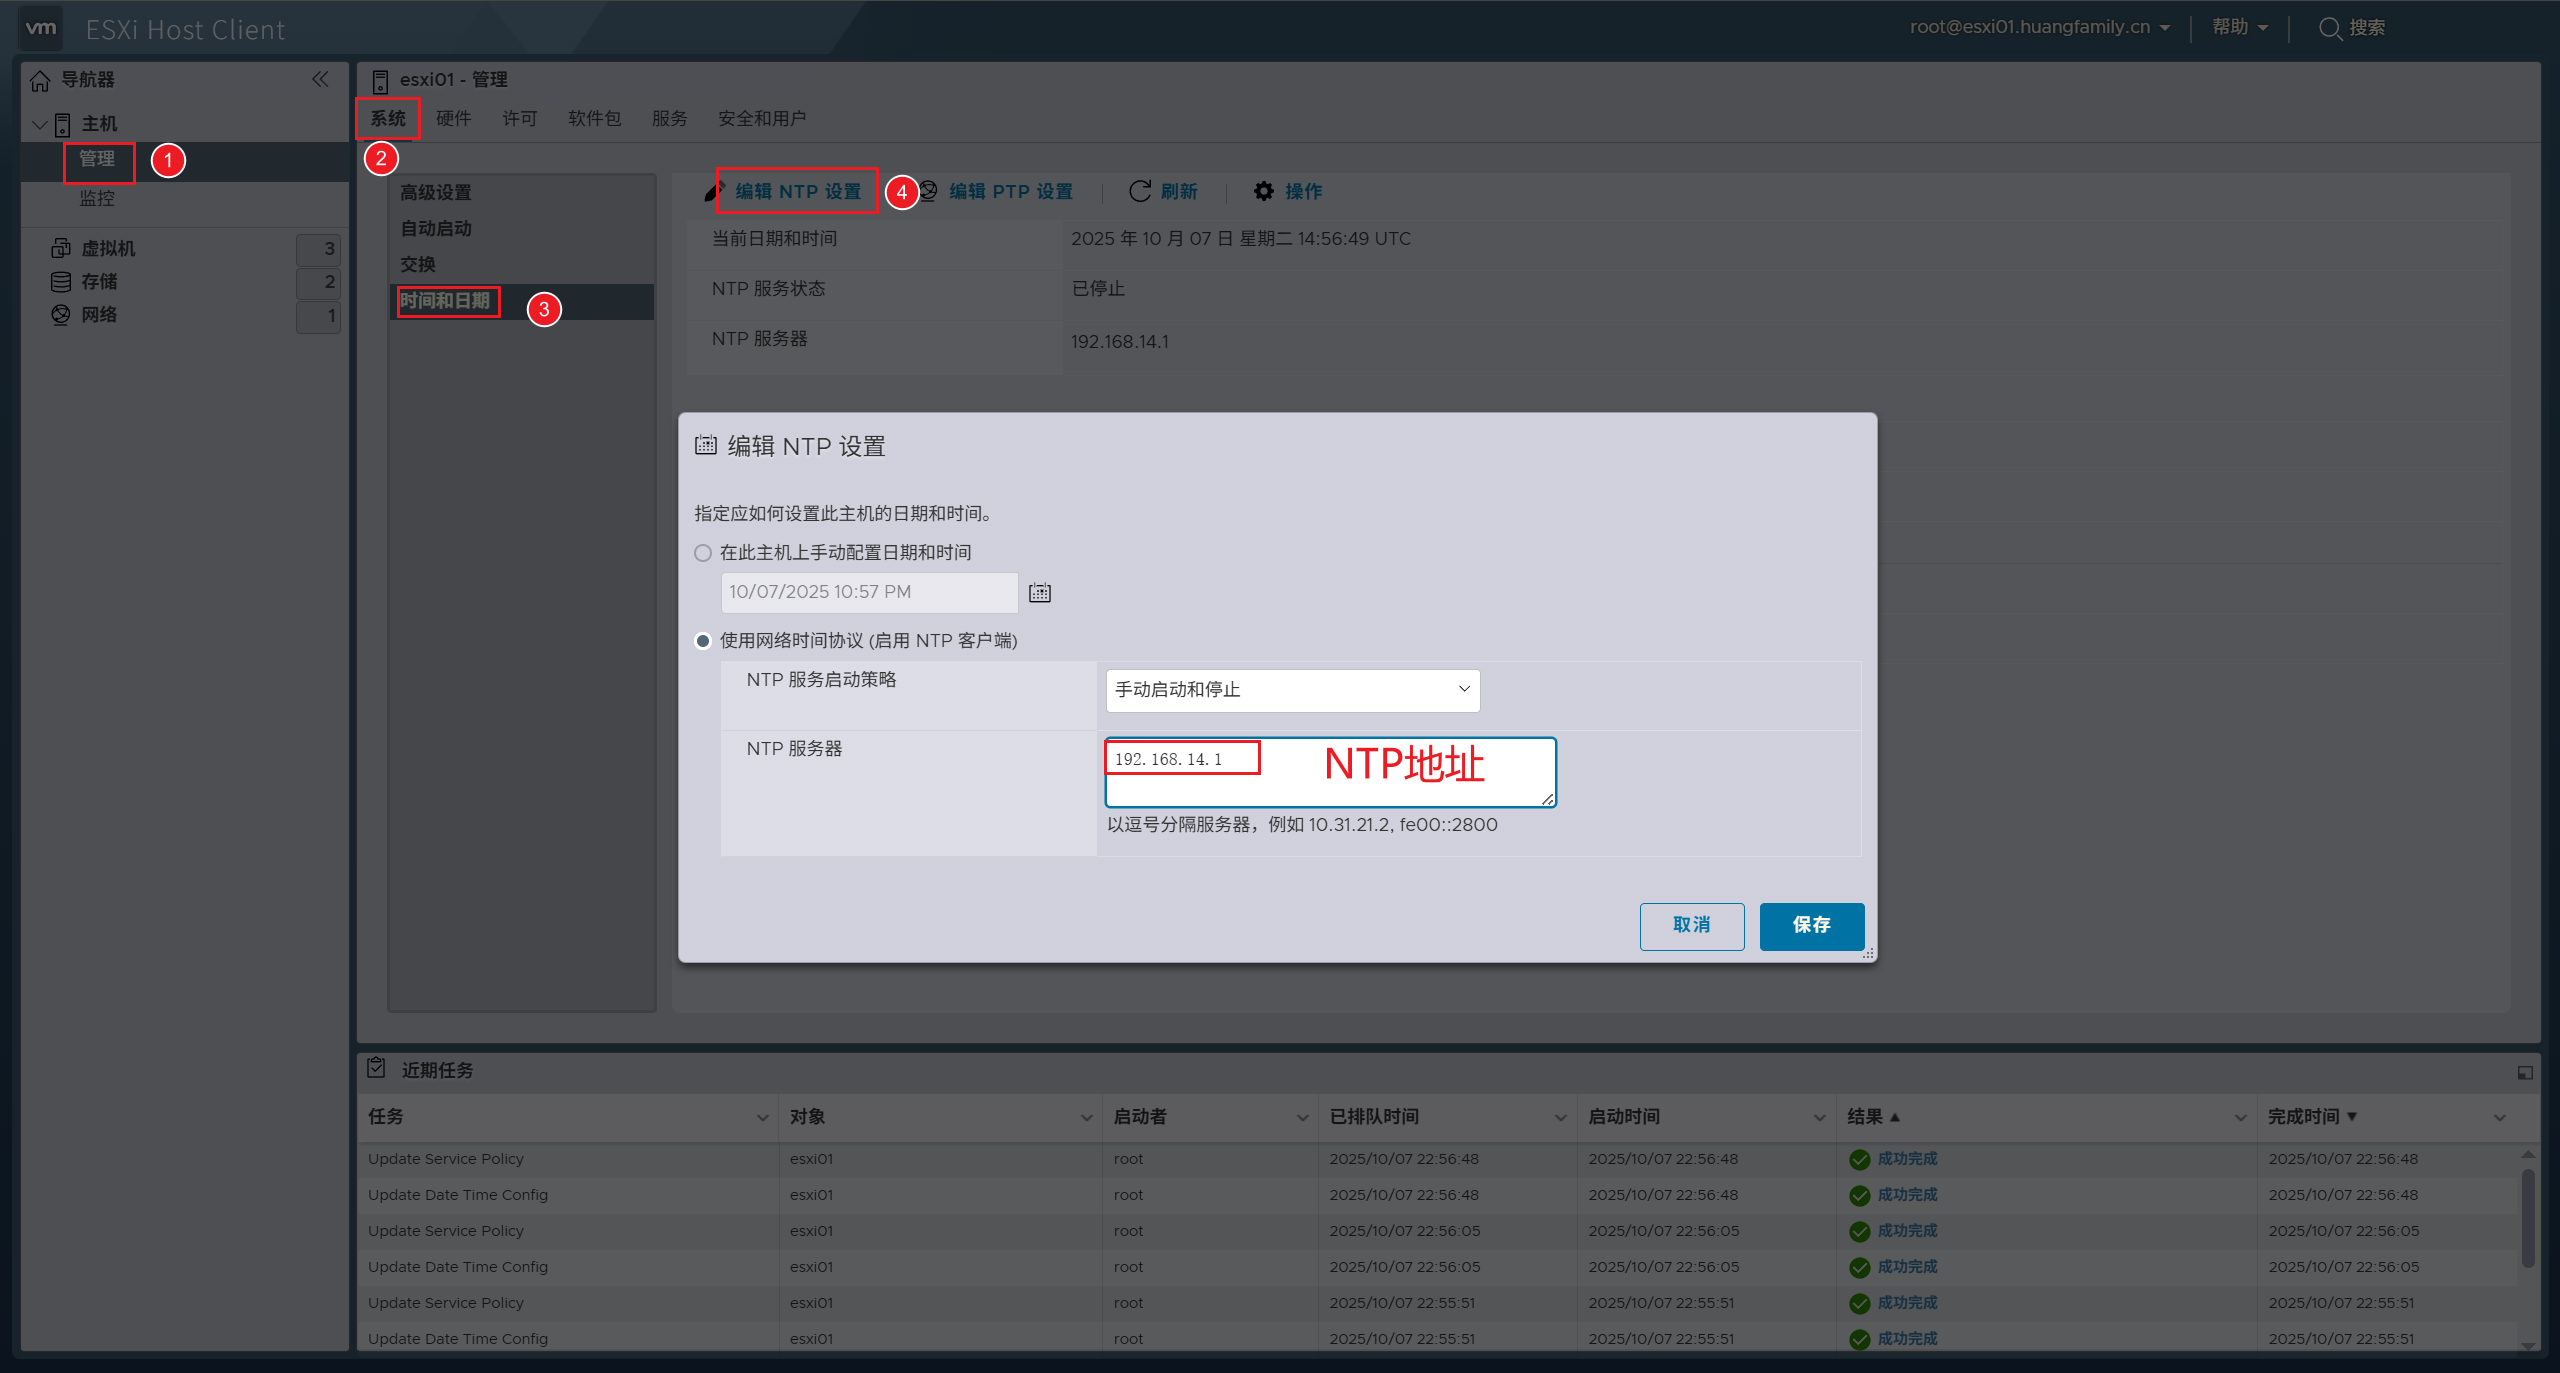 vm ESXi Host Client
root@esxi01.huangfamily.cn 帮助 搜索
导航器
主机
管理
1
监控
虚拟机 3
存储 2
网络 1
esxi01 - 管理
系统 硬件 许可 软件包 服务 安全和用户
2
高级设置
自动启动
交换
时间和日期
3
编辑 NTP 设置 4 编辑 PTP 设置 刷新 操作
当前日期和时间 2025 年 10 月 07 日 星期二 14:56:49 UTC
NTP 服务状态 已停止
NTP 服务器 192.168.14.1
编辑 NTP 设置
指定应如何设置此主机的日期和时间。
在此主机上手动配置日期和时间
10/07/2025 10:57 PM
使用网络时间协议 (启用 NTP 客户端)
NTP 服务启动策略 手动启动和停止
NTP 服务器 192.168.14.1 NTP地址
以逗号分隔服务器，例如 10.31.21.2, fe00::2800
取消 保存
近期任务
任务 对象 启动者 已排队时间 启动时间 结果▲ 完成时间▼
Update Service Policy esxi01 root 2025/10/07 22:56:48 2025/10/07 22:56:48 成功完成 2025/10/07 22:56:48
Update Date Time Config esxi01 root 2025/10/07 22:56:48 2025/10/07 22:56:48 成功完成 2025/10/07 22:56:48
Update Service Policy esxi01 root 2025/10/07 22:56:05 2025/10/07 22:56:05 成功完成 2025/10/07 22:56:05
Update Date Time Config esxi01 root 2025/10/07 22:56:05 2025/10/07 22:56:05 成功完成 2025/10/07 22:56:05
Update Service Policy esxi01 root 2025/10/07 22:55:51 2025/10/07 22:55:51 成功完成 2025/10/07 22:55:51
Update Date Time Config esxi01 root 2025/10/07 22:55:51 2025/10/07 22:55:51 成功完成 2025/10/07 22:55:51